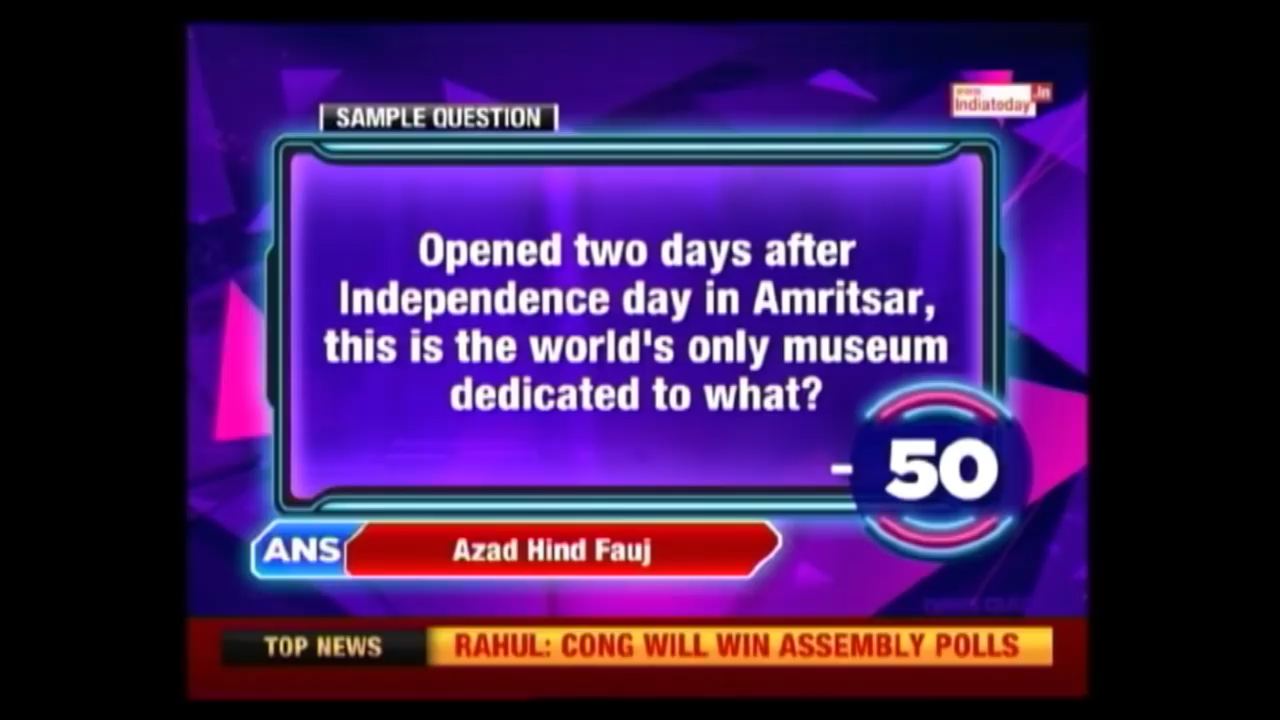 www.
Indiatoday.in
SAMPLE QUESTION
Opened two days after
Independence day in Amritsar,
this is the world's only museum
dedicated to what?
- 50
ANS Azad Hind Fauj
TOP NEWS RAHUL: CONG WILL WIN ASSEMBLY POLLS